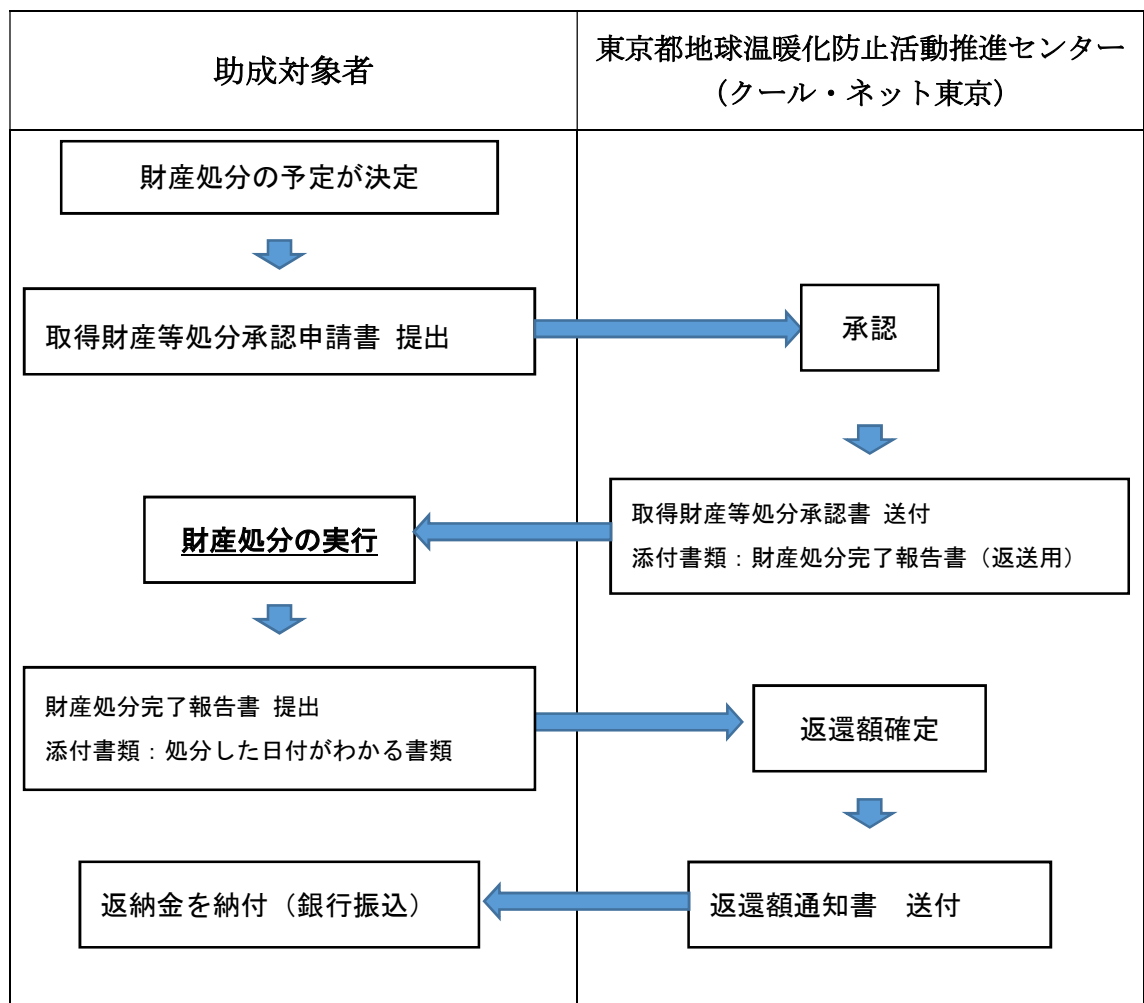 助成対象者
東京都地球温暖化防止活動推進センター
（クール・ネット東京）
財産処分の予定が決定
取得財産等処分承認申請書 提出
承認
取得財産等処分承認書 送付
添付書類：財産処分完了報告書（返送用）
財産処分の実行
財産処分完了報告書 提出
添付書類：処分した日付がわかる書類
返還額確定
返還額通知書　送付
返納金を納付（銀行振込）